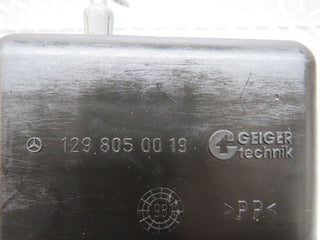 129 805 00 19
GEIGER
technik
>PP<